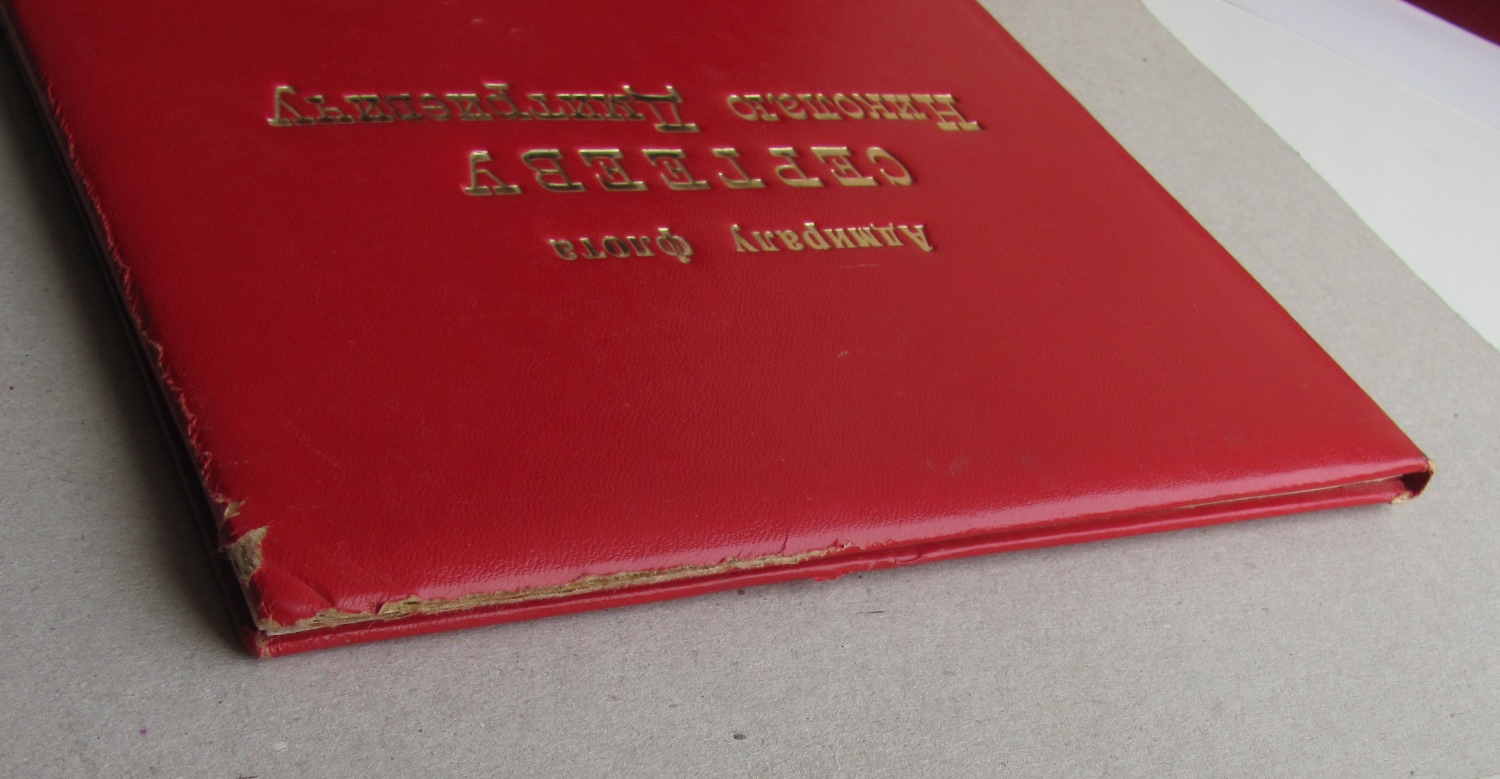 Адмиралу флота
СЕРГЕЕВУ
Николаю Дмитриевичу